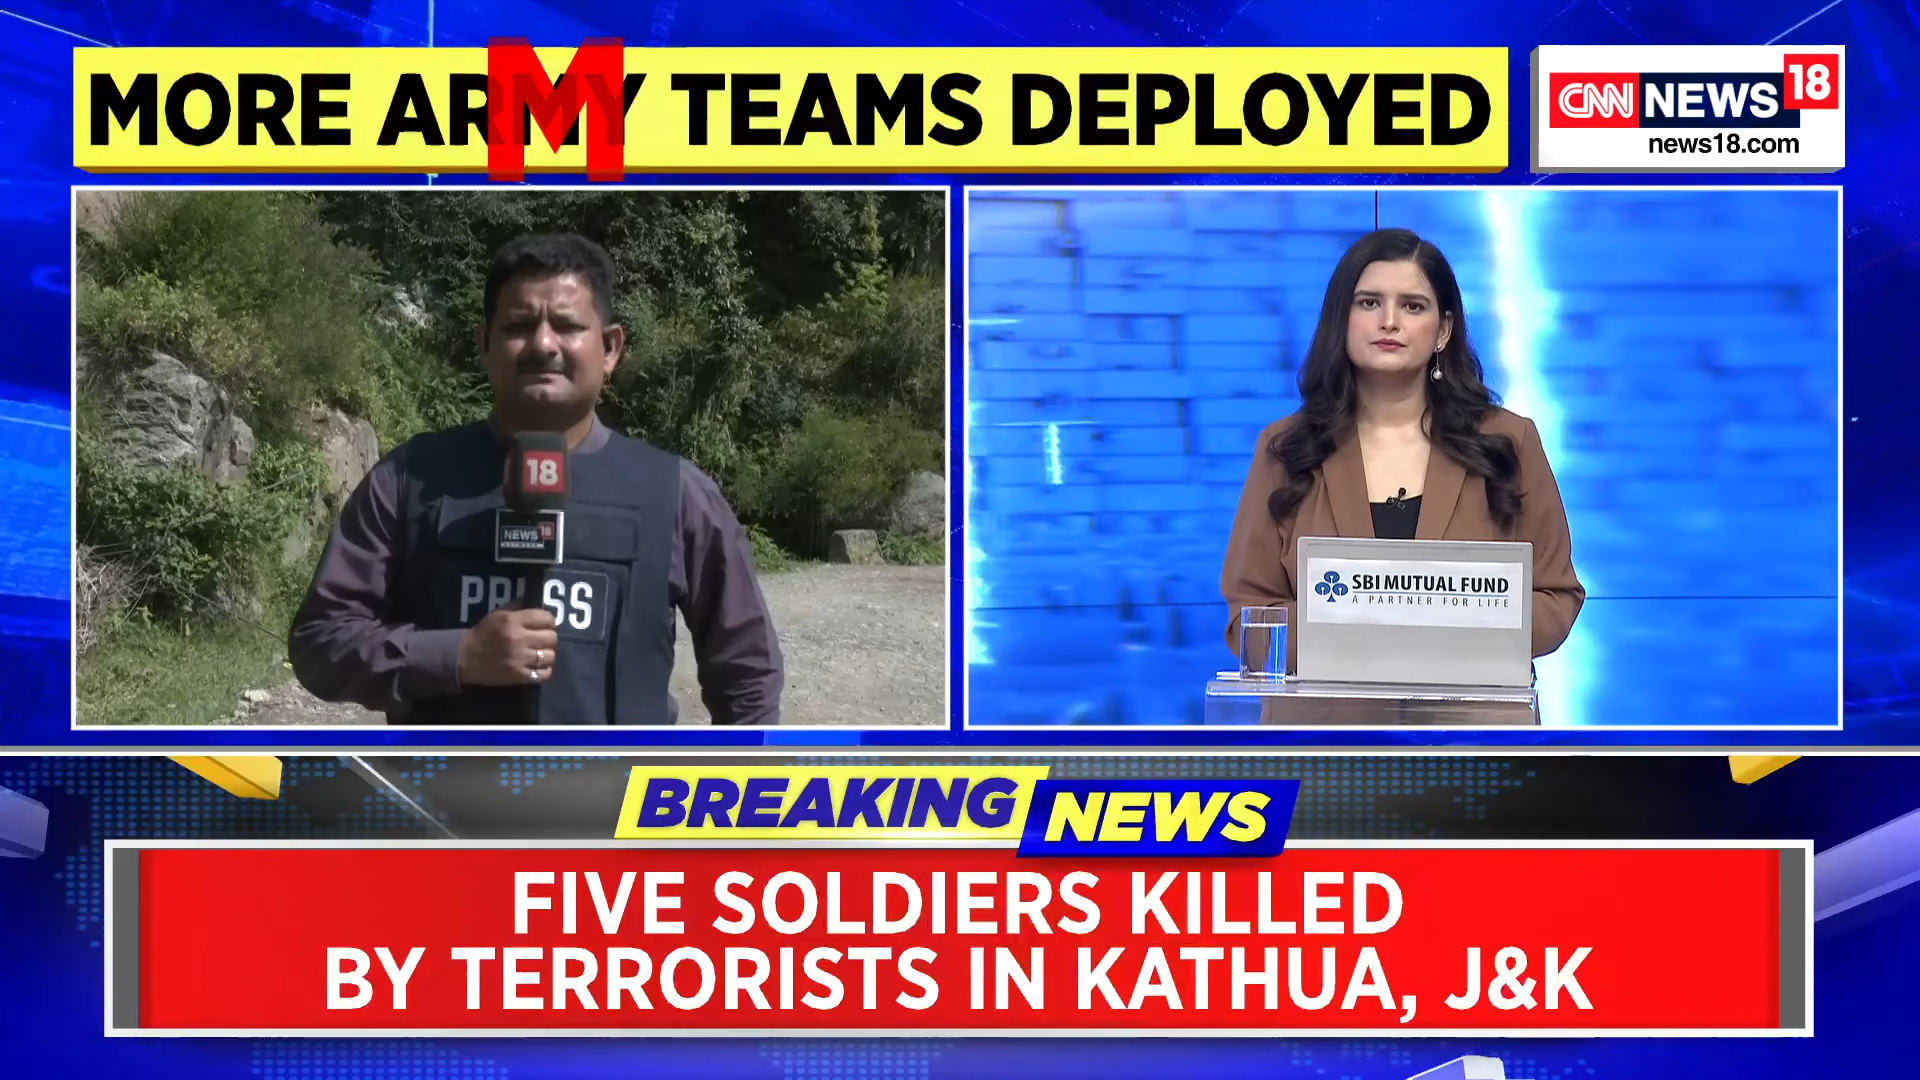 MORE ARMY TEAMS DEPLOYED
M
CNN NEWS 18
news18.com
18
NEWS 18
NETWORK
PRESS
SBI MUTUAL FUND
A PARTNER FOR LIFE
BREAKING NEWS
FIVE SOLDIERS KILLED
BY TERRORISTS IN KATHUA, J&K